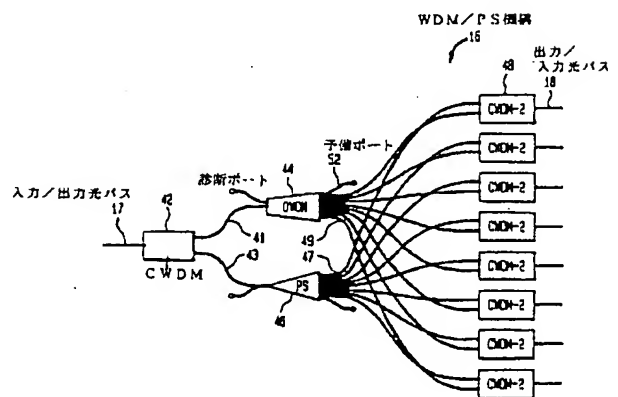 WDM/PS機構
16
出力/
入力光パス
18
48
CWDM-2
CWDM-2
CWDM-2
CWDM-2
CWDM-2
CWDM-2
CWDM-2
CWDM-2
予備ポート
52
診断ポート
44
DWDM
入力/出力光パス
17
42
CWDM
41
43
49
47
PS
46